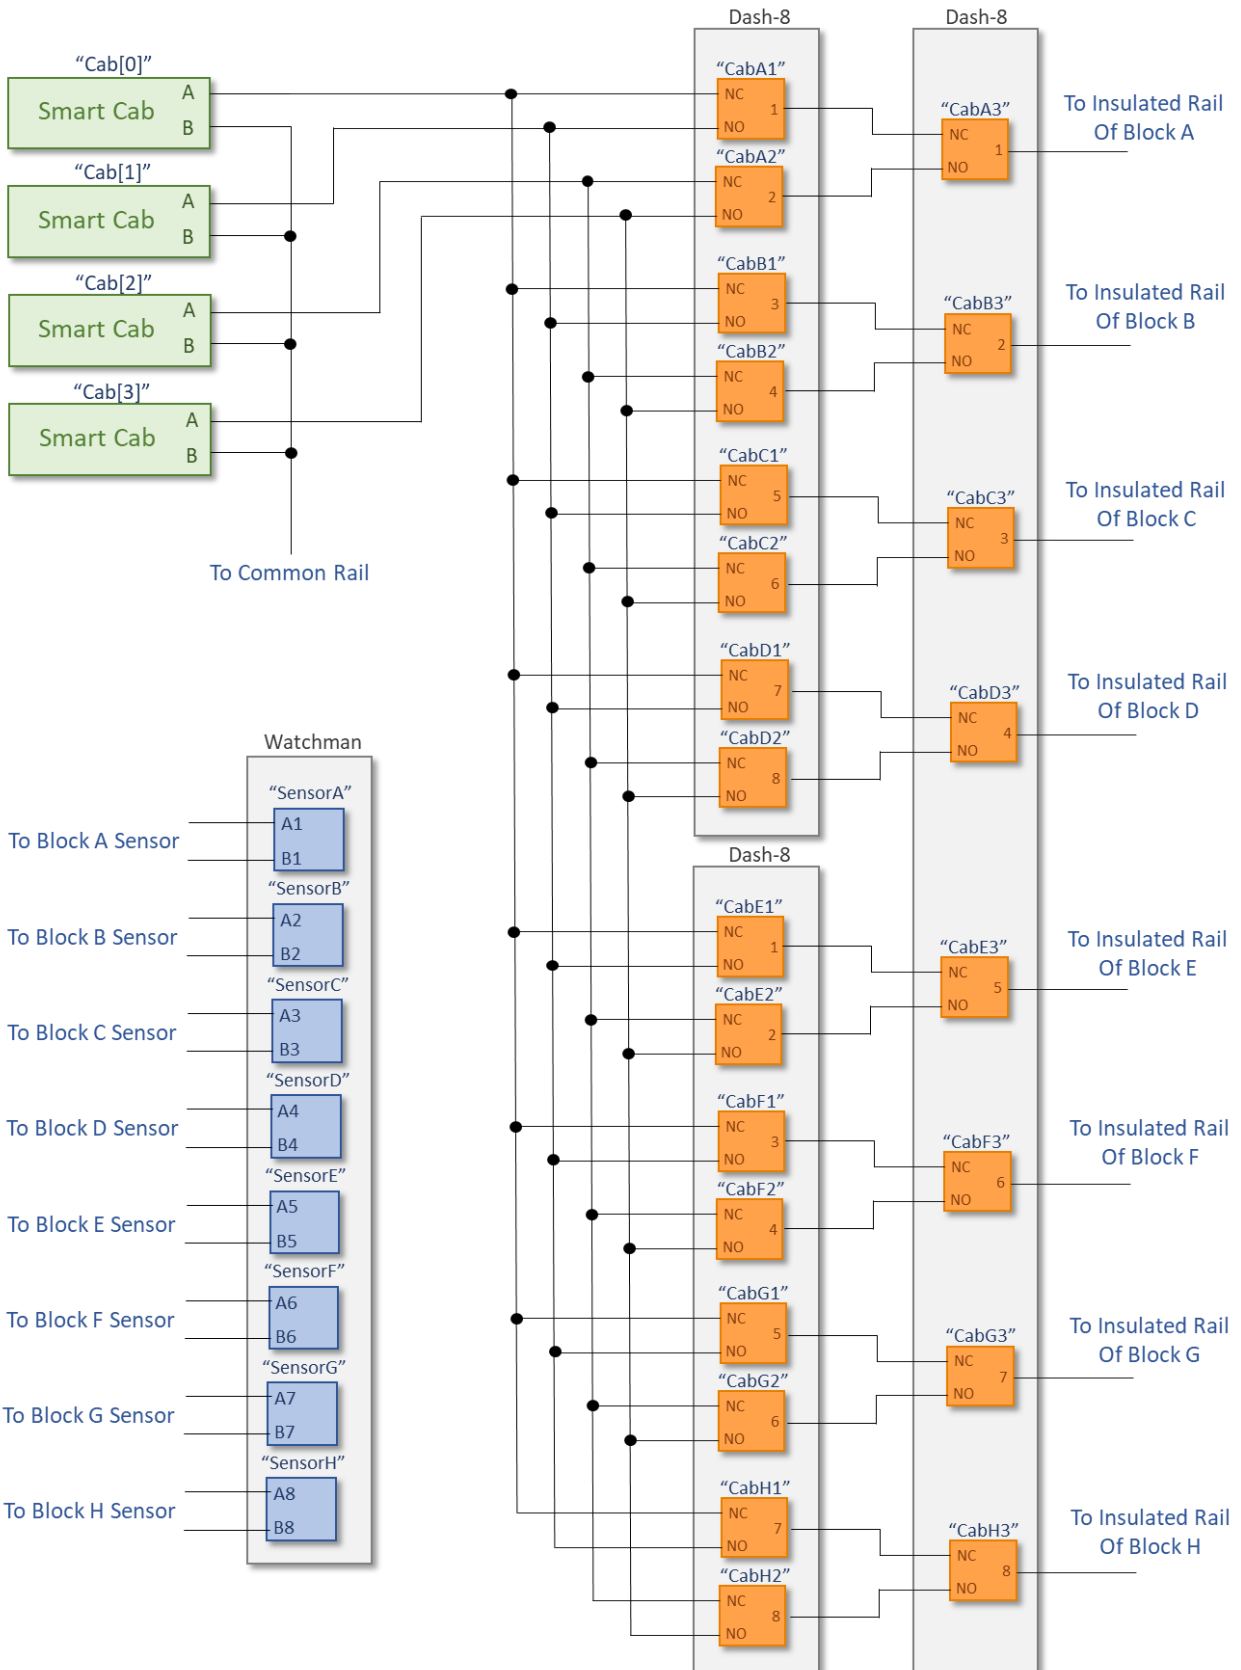 “Cab[0]”
Smart Cab
A
B
“Cab[1]”
Smart Cab
A
B
“Cab[2]”
Smart Cab
A
B
“Cab[3]”
Smart Cab
A
B
To Common Rail
Watchman
“SensorA”
To Block A Sensor
A1
B1
“SensorB”
To Block B Sensor
A2
B2
“SensorC”
To Block C Sensor
A3
B3
“SensorD”
To Block D Sensor
A4
B4
“SensorE”
To Block E Sensor
A5
B5
“SensorF”
To Block F Sensor
A6
B6
“SensorG”
To Block G Sensor
A7
B7
“SensorH”
To Block H Sensor
A8
B8
Dash-8
“CabA1”
NC
1
NO
“CabA2”
NC
2
NO
“CabB1”
NC
3
NO
“CabB2”
NC
4
NO
“CabC1”
NC
5
NO
“CabC2”
NC
6
NO
“CabD1”
NC
7
NO
“CabD2”
NC
8
NO
Dash-8
“CabE1”
NC
1
NO
“CabE2”
NC
2
NO
“CabF1”
NC
3
NO
“CabF2”
NC
4
NO
“CabG1”
NC
5
NO
“CabG2”
NC
6
NO
“CabH1”
NC
7
NO
“CabH2”
NC
8
NO
Dash-8
“CabA3”
NC
1
NO
“CabB3”
NC
2
NO
“CabC3”
NC
3
NO
“CabD3”
NC
4
NO
“CabE3”
NC
5
NO
“CabF3”
NC
6
NO
“CabG3”
NC
7
NO
“CabH3”
NC
8
NO
To Insulated Rail
Of Block A
To Insulated Rail
Of Block B
To Insulated Rail
Of Block C
To Insulated Rail
Of Block D
To Insulated Rail
Of Block E
To Insulated Rail
Of Block F
To Insulated Rail
Of Block G
To Insulated Rail
Of Block H